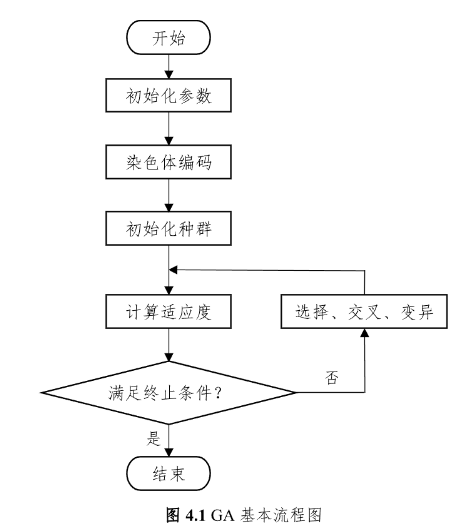 开始
初始化参数
染色体编码
初始化种群
计算适应度
选择、交叉、变异
满足终止条件？
否
是
结束
图 4.1 GA 基本流程图